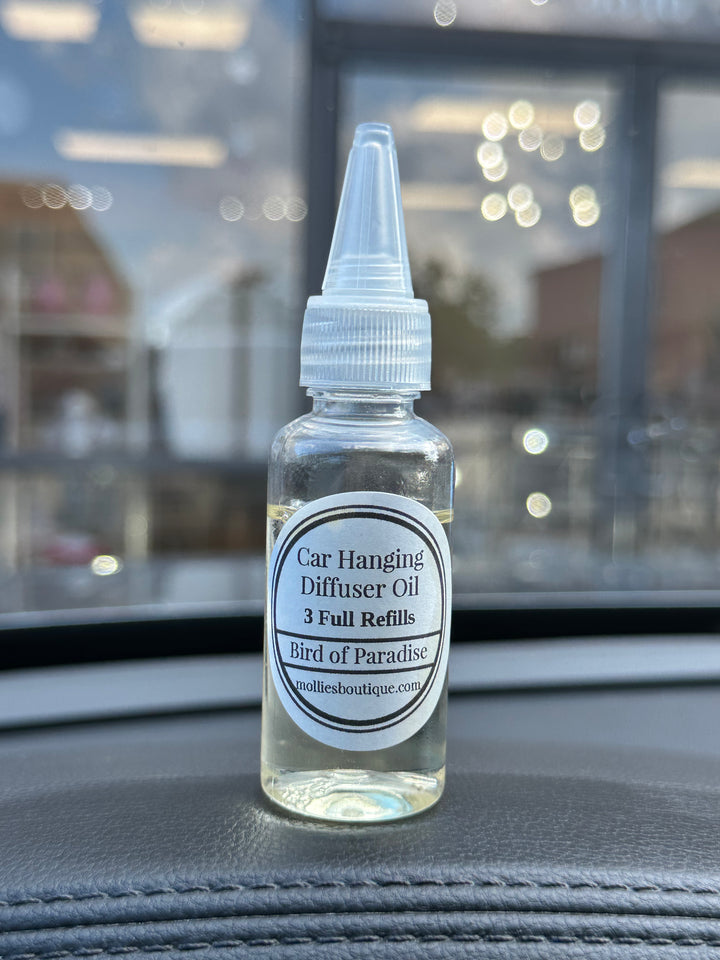 Car Hanging
Diffuser Oil
3 Full Refills
Bird of Paradise
molliesboutique.com